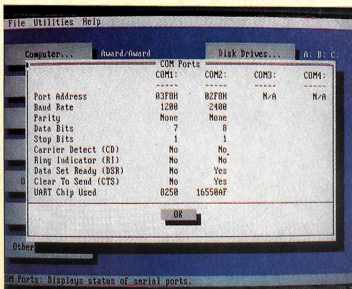 File Utilities Help
Computer... Award/Award Disk Drives... A: B: C:
COM Ports
COM1: COM2: COM3: COM4:
----- ----- ----- -----
Port Address 03F8H 02F8H N/A N/A
Baud Rate 1200 2400
Parity None None
Data Bits 7 8
Stop Bits 1 1
Carrier Detect (CD) No No
Ring Indicator (RI) No No
Data Set Ready (DSR) No Yes
Clear To Send (CTS) No Yes
UART Chip Used 8250 16550AF
OK
Other
OM Ports: Displays status of serial ports.